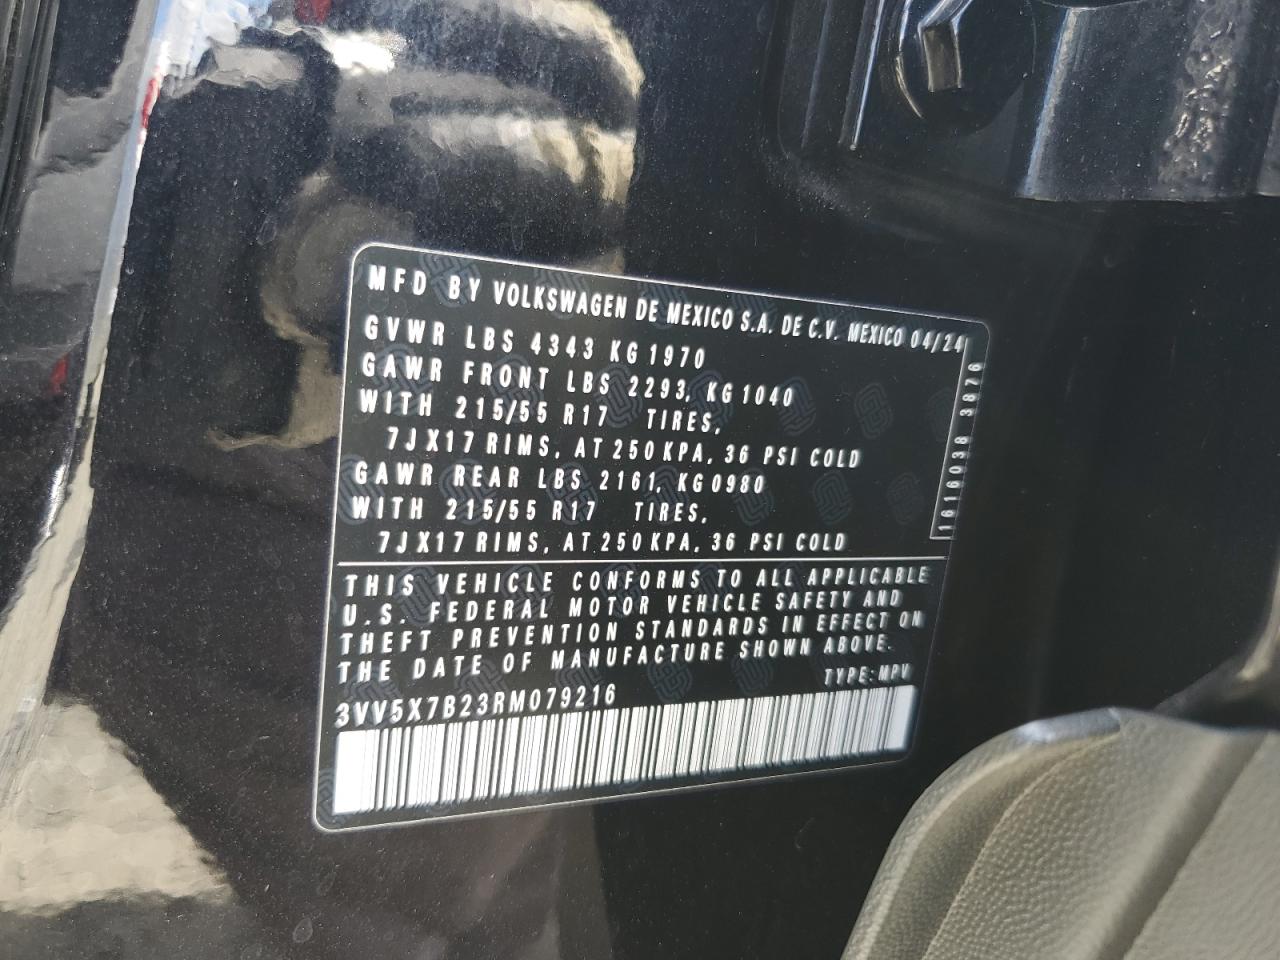 MFD BY VOLKSWAGEN DE MEXICO S.A. DE C.V. MEXICO 04/24
GVWR LBS 4343 KG 1970
GAWR FRONT LBS 2293, KG 1040
WITH 215/55 R17 TIRES,
7JX17 RIMS, AT 250 KPA, 36 PSI COLD
GAWR REAR LBS 2161, KG 0980
WITH 215/55 R17 TIRES,
7JX17 RIMS, AT 250 KPA, 36 PSI COLD
1616038 3876
THIS VEHICLE CONFORMS TO ALL APPLICABLE
U.S. FEDERAL MOTOR VEHICLE SAFETY AND
THEFT PREVENTION STANDARDS IN EFFECT ON
THE DATE OF MANUFACTURE SHOWN ABOVE.
TYPE: MPV
3VV5X7B23RM079216